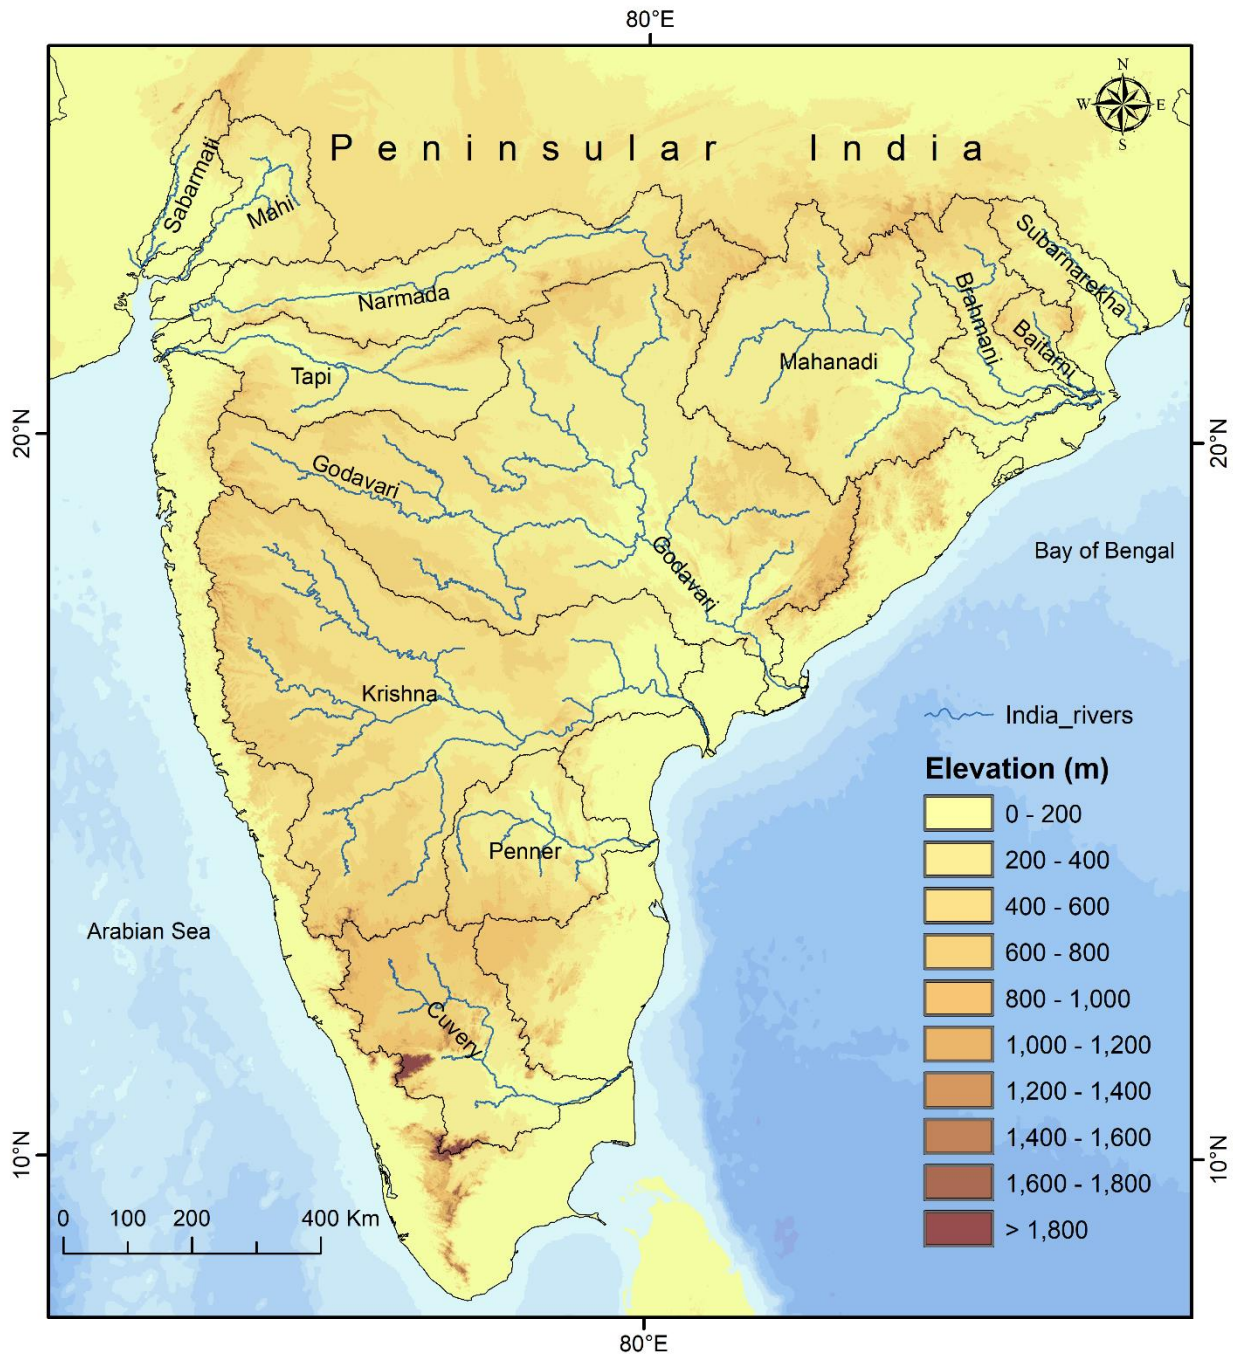 80°E
N
W E
S
Peninsular India
Sabarmati
Mahi
Subarnarekha
Narmada
Brahmani
Baitarni
Mahanadi
Tapi
20°N
20°N
Godavari
Godavari
Bay of Bengal
Krishna
India_rivers
Elevation (m)
0 - 200
200 - 400
400 - 600
600 - 800
800 - 1,000
1,000 - 1,200
1,200 - 1,400
1,400 - 1,600
1,600 - 1,800
> 1,800
Penner
Arabian Sea
Cuvery
10°N
10°N
0 100 200 400 Km
80°E